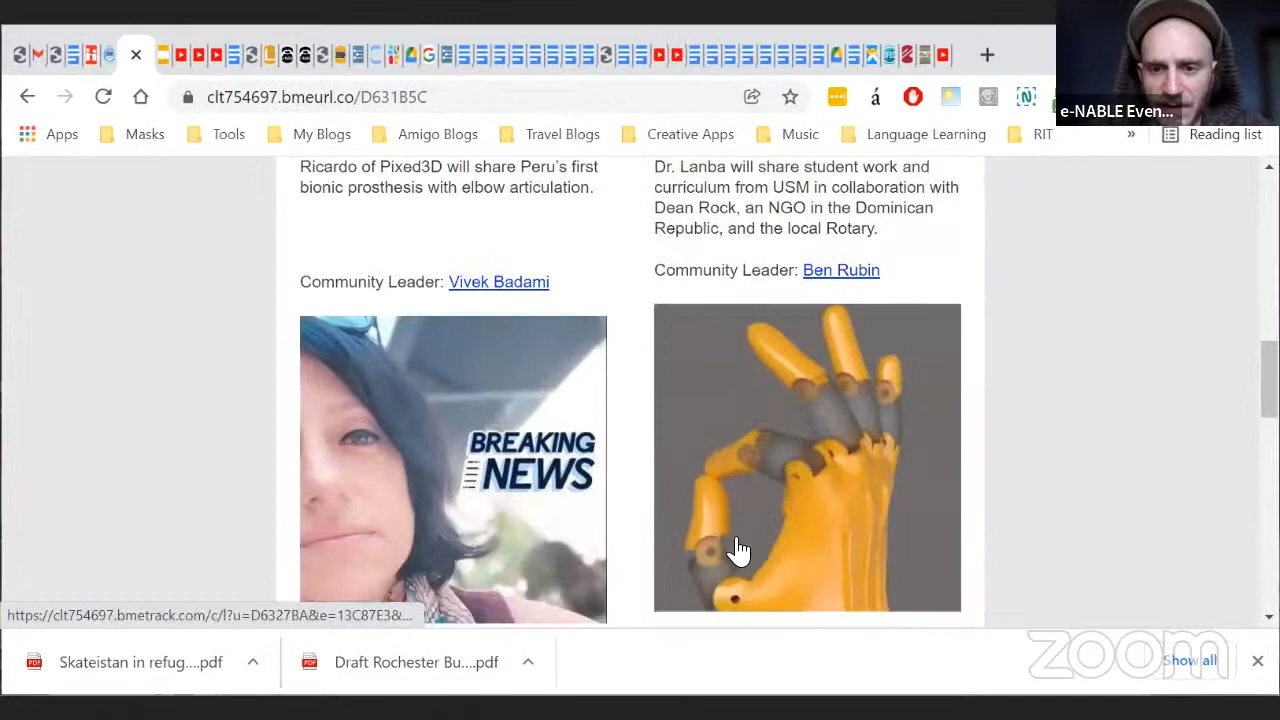 e-NABLE Even...
clt754697.bmeurl.co/D631B5C
Apps
Masks
Tools
My Blogs
Amigo Blogs
Travel Blogs
Creative Apps
Music
Language Learning
RIT
»
Reading list
Ricardo of Pixed3D will share Peru's first
bionic prosthesis with elbow articulation.
Community Leader: Vivek Badami
BREAKING
NEWS
Dr. Lanba will share student work and
curriculum from USM in collaboration with
Dean Rock, an NGO in the Dominican
Republic, and the local Rotary.
Community Leader: Ben Rubin
https://clt754697.bmetrack.com/c/l?u=D6327BA&e=13C87E3&...
PDF
Skateistan in refug....pdf
PDF
Draft Rochester Bu....pdf
Show all
zoom